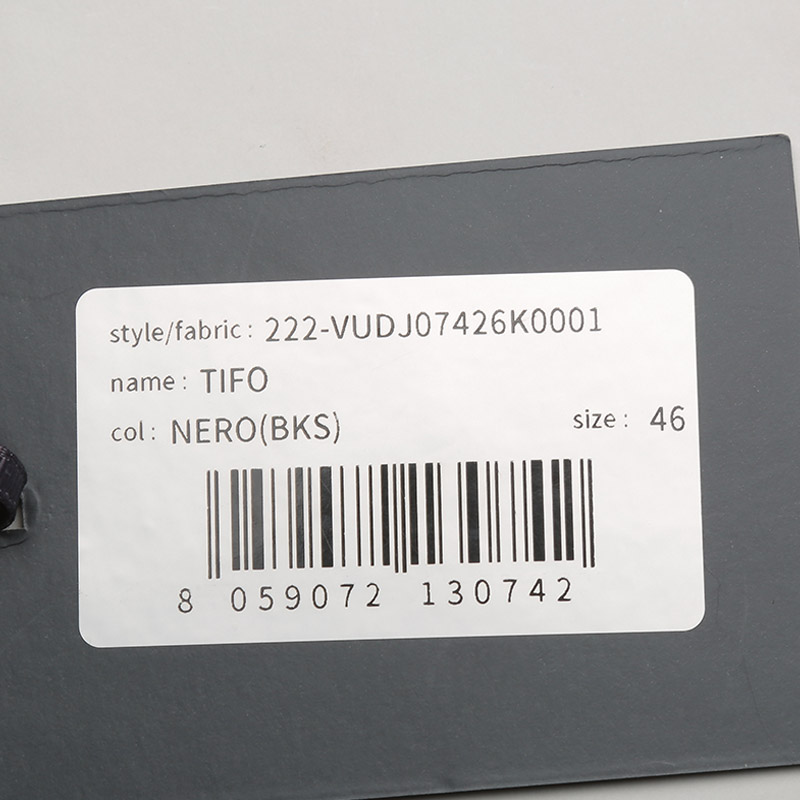 style/fabric: 222-VUDJ07426K0001
name: TIFO
col: NERO(BKS) size: 46
8 059072 130742